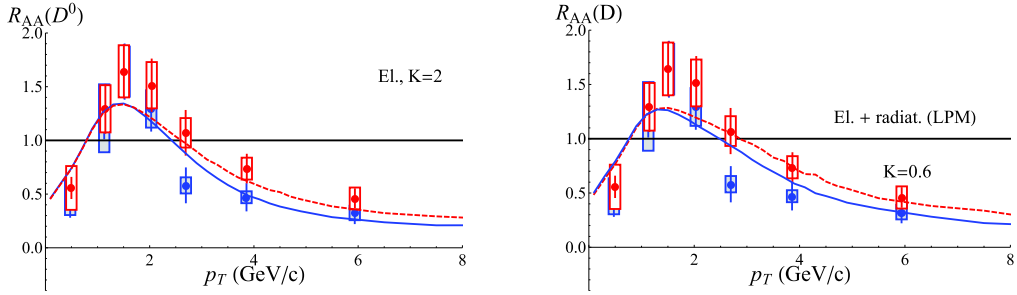 R_AA(D^0)
2.0
1.5
1.0
0.5
0.0
El., K=2
2
4
6
8
p_T (GeV/c)
R_AA(D)
2.0
1.5
1.0
0.5
0.0
El. + radiat. (LPM)
K=0.6
2
4
6
8
p_T (GeV/c)